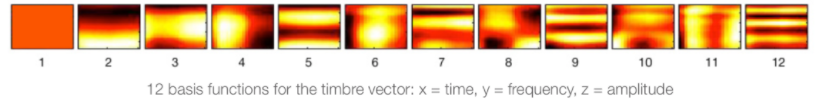 1 2 3 4 5 6 7 8 9 10 11 12
12 basis functions for the timbre vector: x = time, y = frequency, z = amplitude